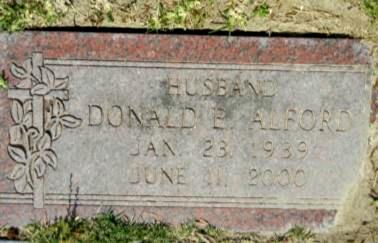 HUSBAND
DONALD E. ALFORD
JAN. 23, 1939
JUNE 11, 2000